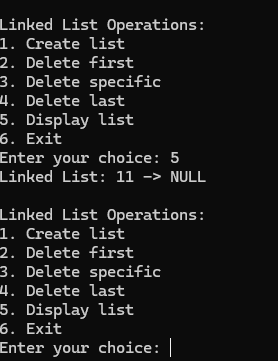 Linked List Operations:
1. Create list
2. Delete first
3. Delete specific
4. Delete last
5. Display list
6. Exit
Enter your choice: 5
Linked List: 11 -> NULL
Linked List Operations:
1. Create list
2. Delete first
3. Delete specific
4. Delete last
5. Display list
6. Exit
Enter your choice: